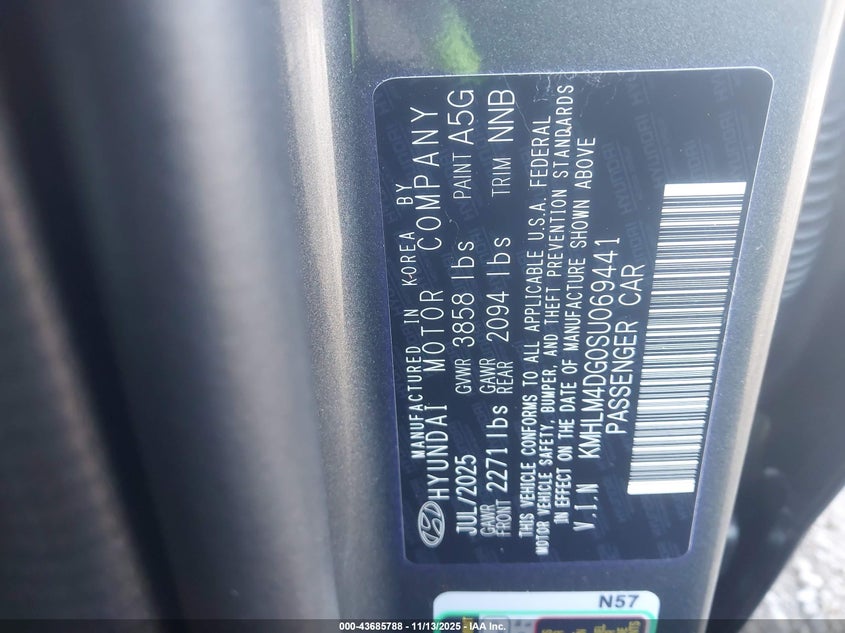 MANUFACTURED IN KOREA BY
HYUNDAI MOTOR COMPANY
JUL/2025 GVWR 3858 lbs PAINT A5G
GAWR FRONT 2271 lbs GAWR REAR 2094 lbs TRIM NNB
THIS VEHICLE CONFORMS TO ALL APPLICABLE U.S.A. FEDERAL
MOTOR VEHICLE SAFETY, BUMPER, AND THEFT PREVENTION STANDARDS
IN EFFECT ON THE DATE OF MANUFACTURE SHOWN ABOVE
V.I.N KMHLM4DG0SU069441
PASSENGER CAR
N57
000-43685788 - 11/13/2025 - IAA Inc.